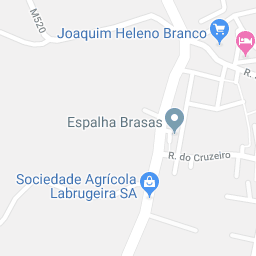 M520
Joaquim Heleno Branco
R.
Espalha Brasas
R. do Cruzeiro
Sociedade Agrícola
Labrugeira SA